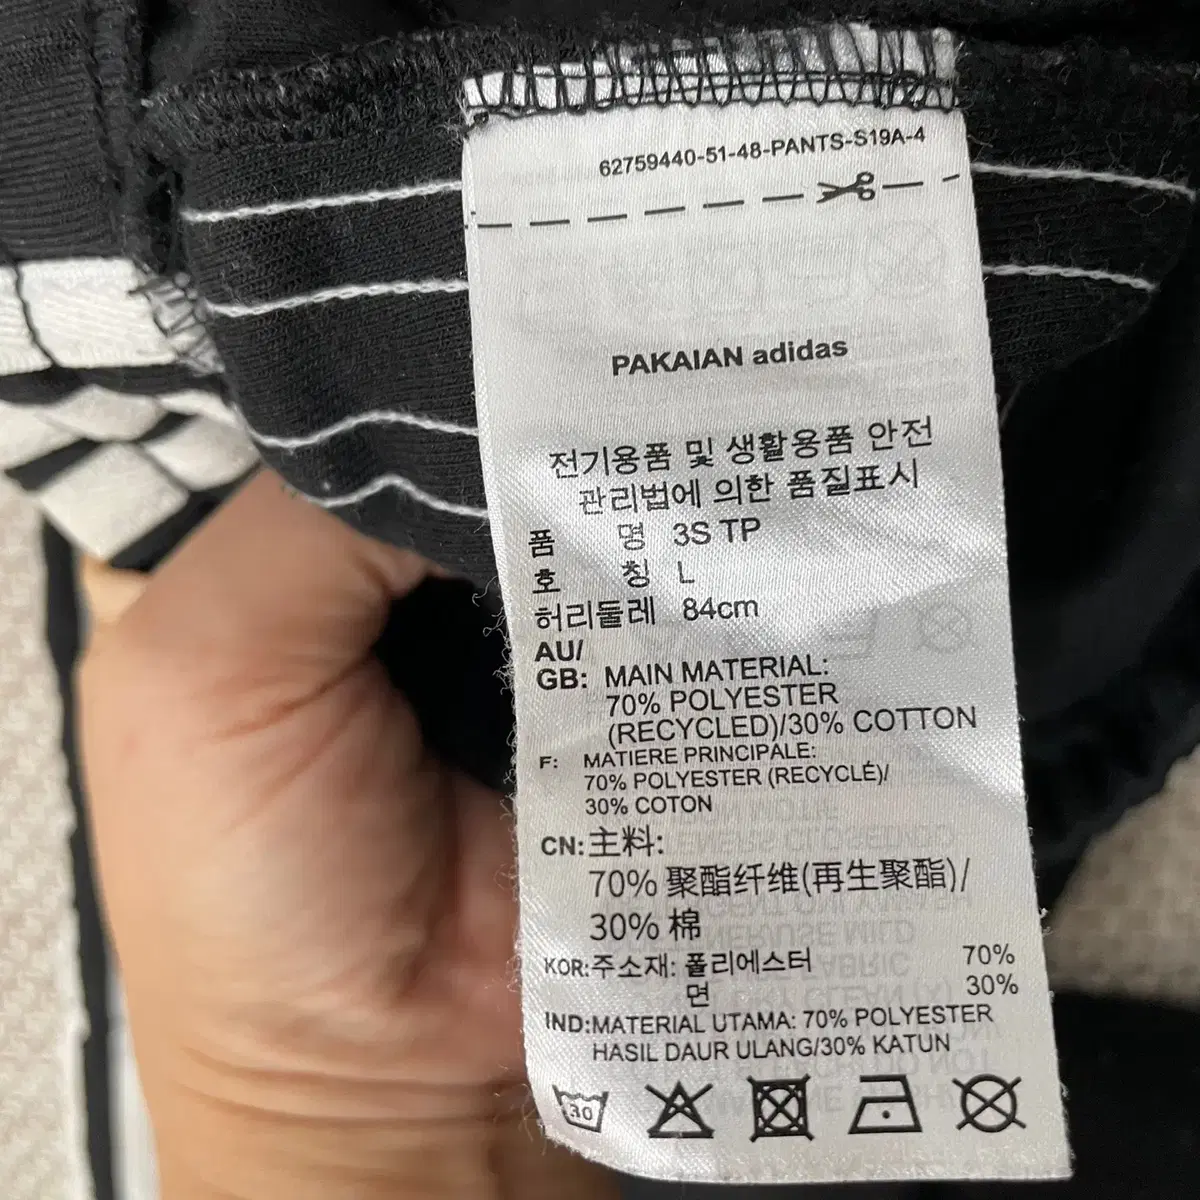 62759440-51-48-PANTS-S19A-4
PAKAIAN adidas
전기용품 및 생활용품 안전
관리법에 의한 품질표시
품 명 3S TP
호 칭 L
허리둘레 84cm
AU/
GB: MAIN MATERIAL:
70% POLYESTER
(RECYCLED)/30% COTTON
F: MATIERE PRINCIPALE:
70% POLYESTER (RECYCLÉ)/
30% COTON
CN: 主料:
70% 聚酯纤维(再生聚酯)/
30% 棉
KOR: 주소재: 폴리에스터 70%
면 30%
IND: MATERIAL UTAMA: 70% POLYESTER
HASIL DAUR ULANG/30% KATUN
30